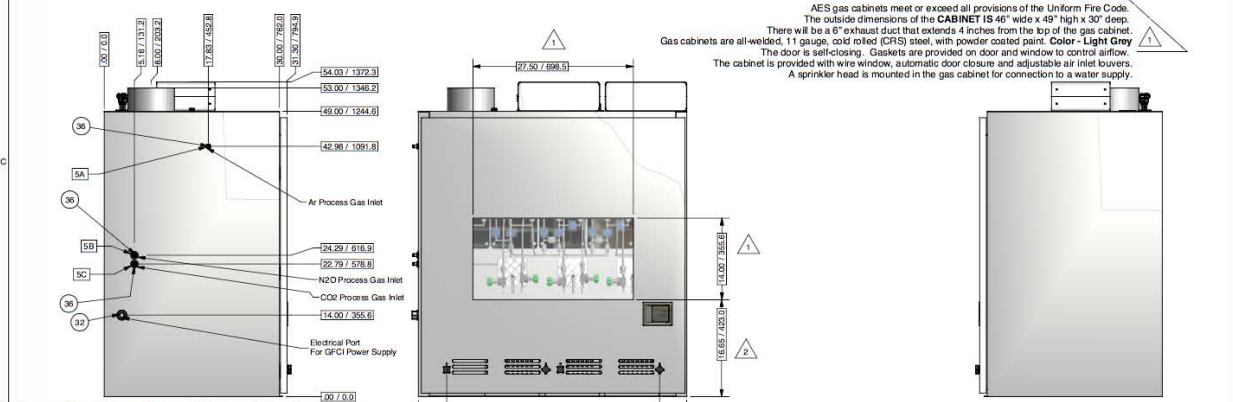 AES gas cabinets meet or exceed all provisions of the Uniform Fire Code.
The outside dimensions of the CABINET IS 46" wide x 49" high x 30" deep.
There will be a 6" exhaust duct that extends 4 inches from the top of the gas cabinet.
Gas cabinets are all-welded, 11 gauge, cold rolled (CRS) steel, with powder coated paint. Color - Light Grey
1
The door is self-closing. Gaskets are provided on door and window to control airflow.
The cabinet is provided with wire window, automatic door closure and adjustable air inlet louvers.
A sprinkler head is mounted in the gas cabinet for connection to a water supply.
.00 / 0.0
5.16 / 131.2
8.00 / 203.2
17.83 / 452.8
30.00 / 762.0
31.30 / 794.9
54.03 / 1372.3
53.00 / 1346.2
49.00 / 1244.6
1
27.50 / 698.5
36
42.98 / 1091.8
C
5A
Ar Process Gas Inlet
36
5B
24.29 / 616.9
5C
22.79 / 578.8
N2O Process Gas Inlet
CO2 Process Gas Inlet
36
32
14.00 / 355.6
Electrical Port
For GFCI Power Supply
.00 / 0.0
14.00 / 355.6
1
16.65 / 423.0
2